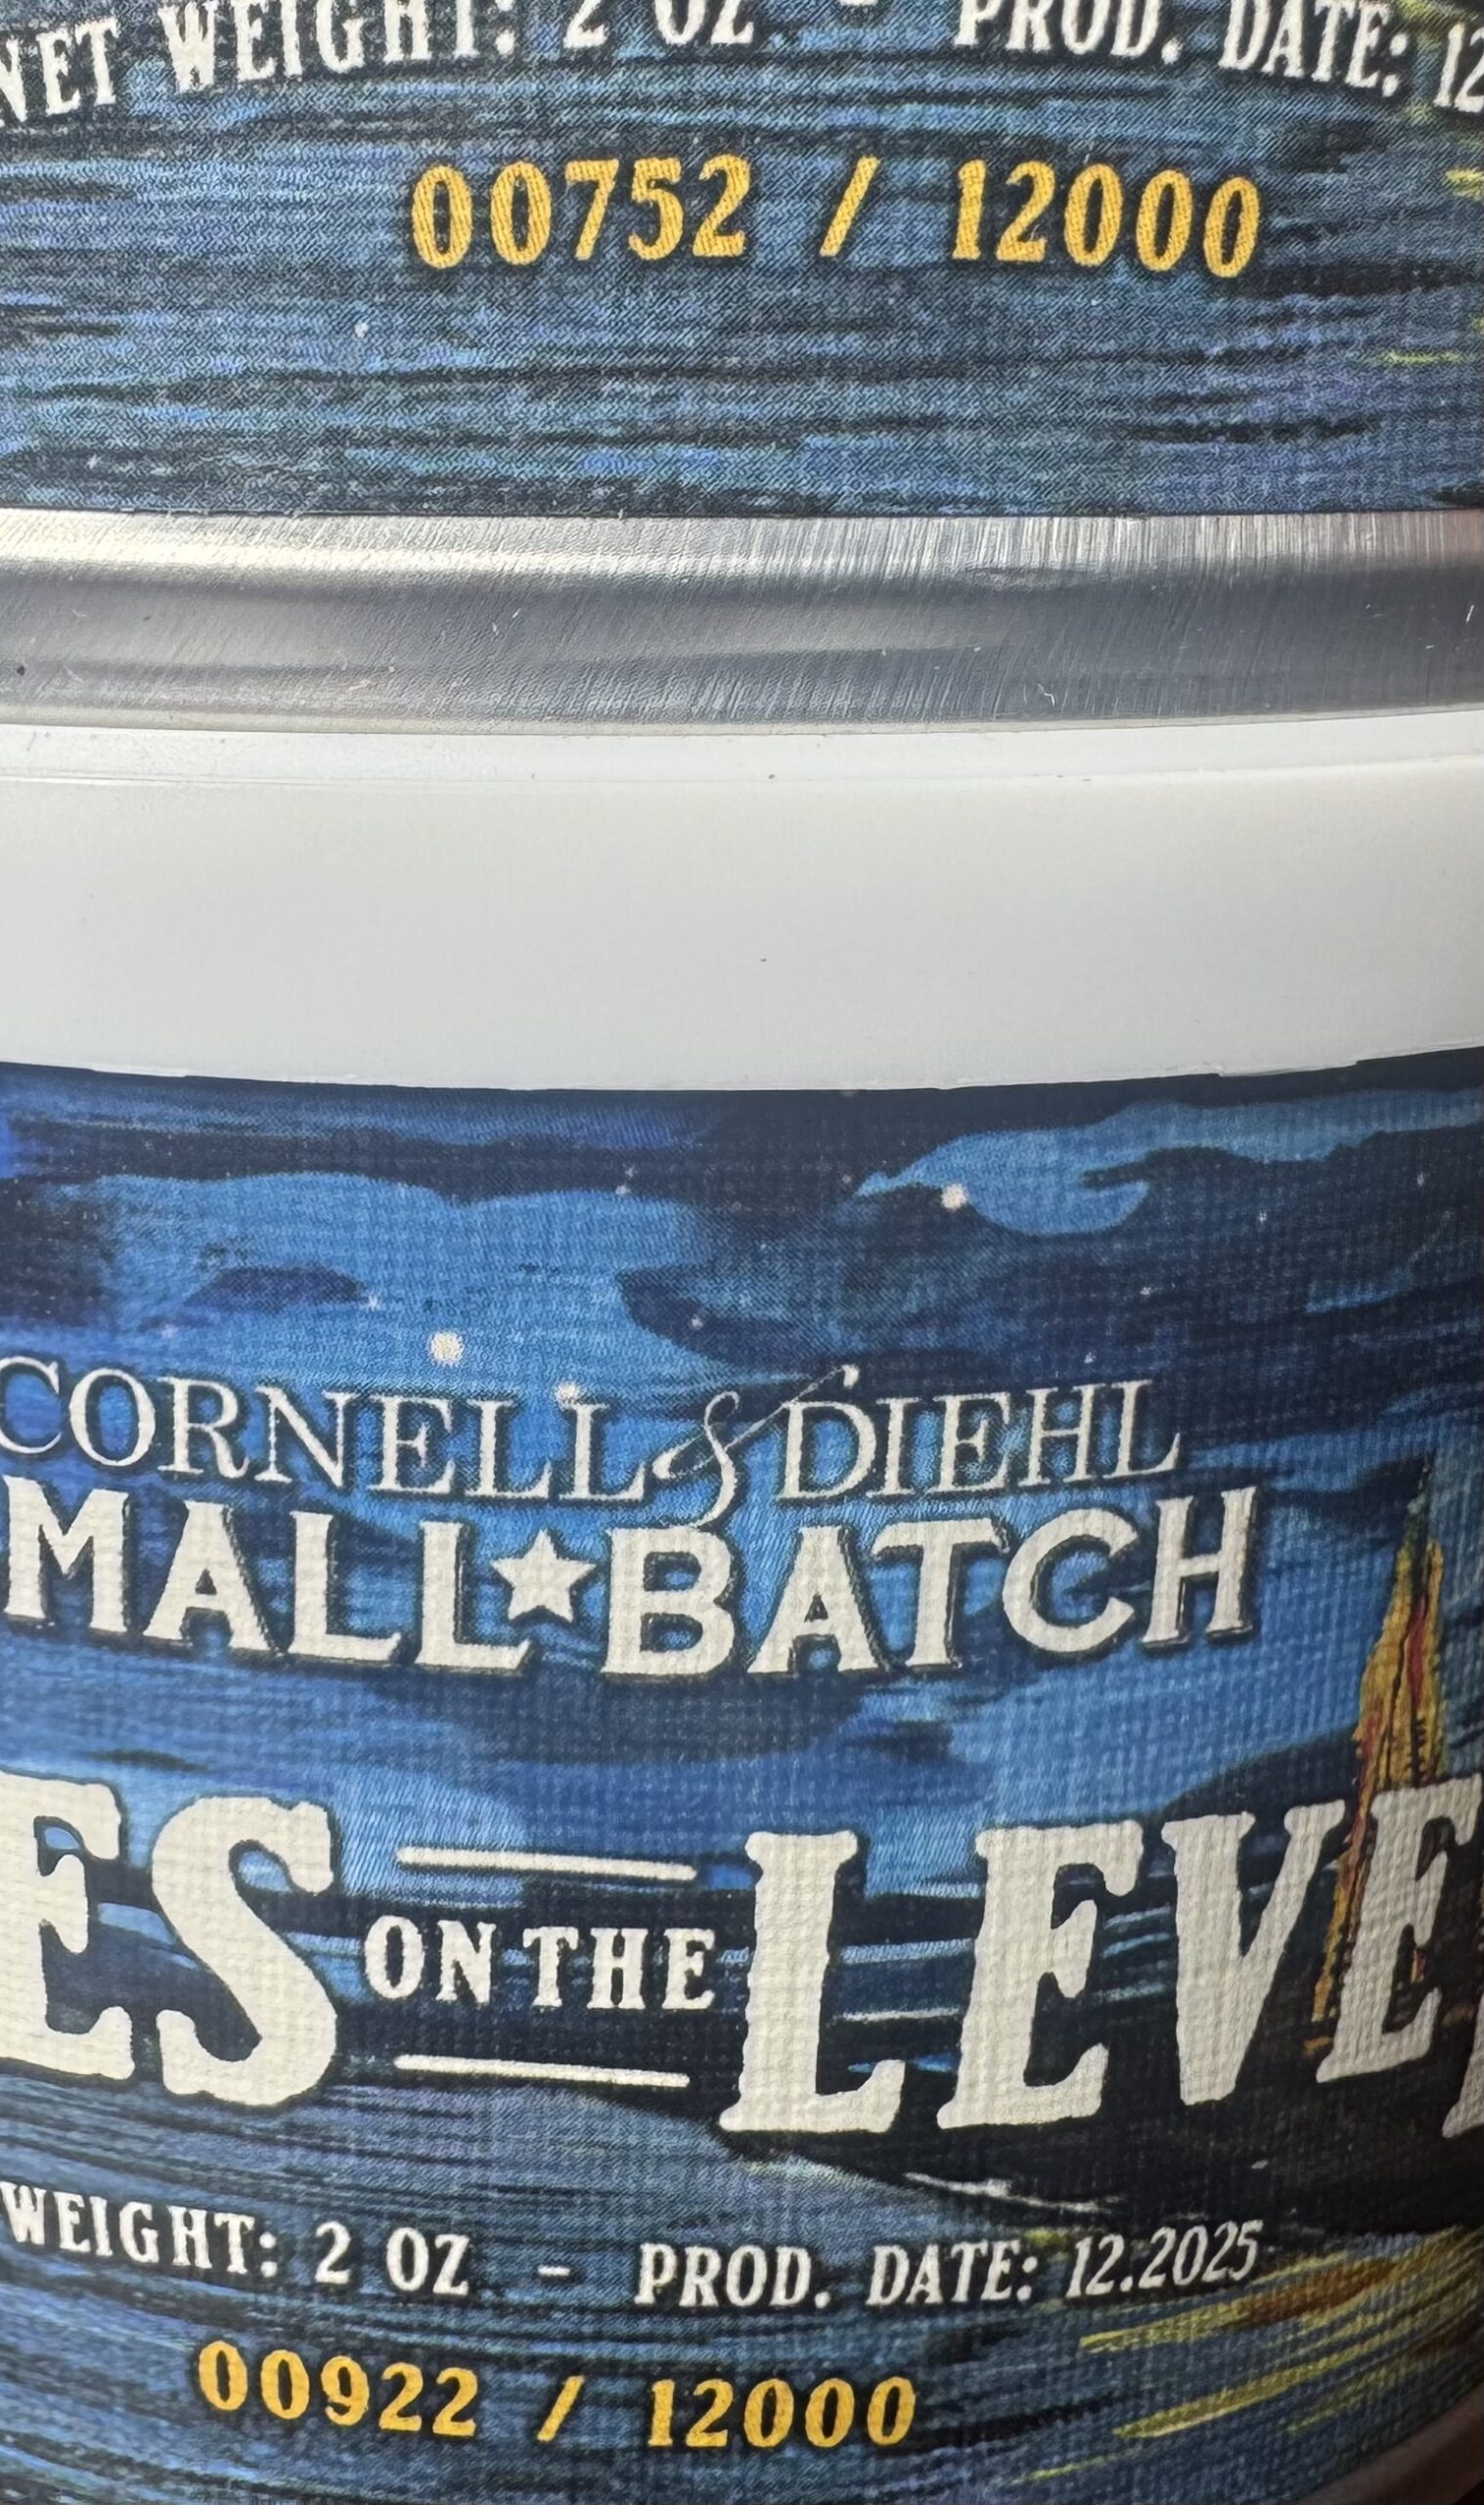 NET WEIGHT: 2 OZ - PROD. DATE: 12
00752 / 12000
CORNELL & DIEHL
MALL★BATCH
ES ON THE LEVE
WEIGHT: 2 OZ - PROD. DATE: 12.2025
00922 / 12000